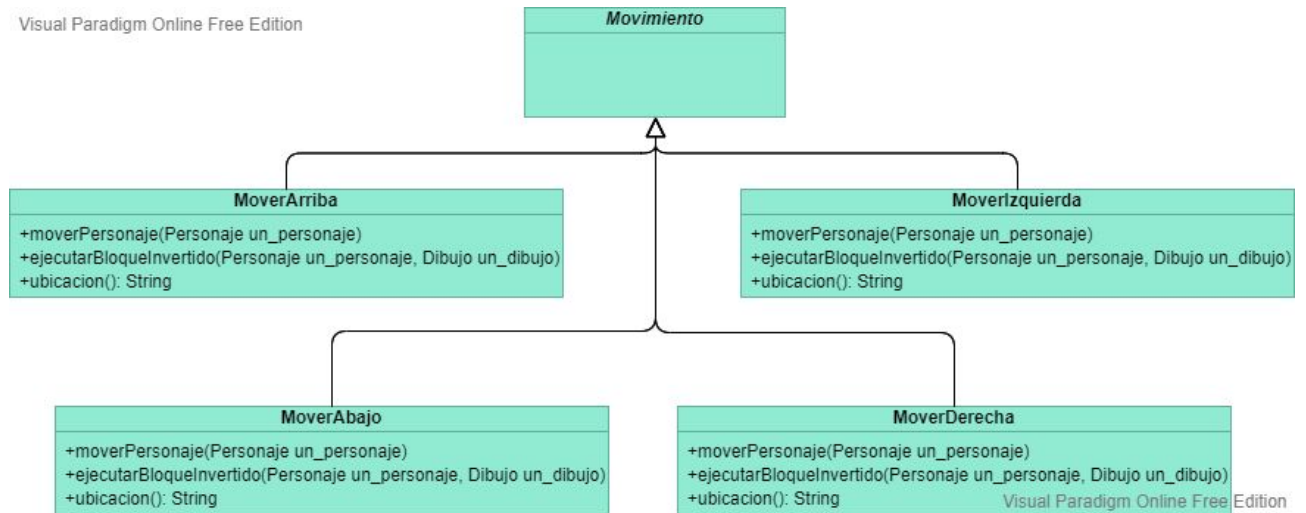 Visual Paradigm Online Free Edition
Movimiento
MoverArriba
+moverPersonaje(Personaje un_personaje)
+ejecutarBloqueInvertido(Personaje un_personaje, Dibujo un_dibujo)
+ubicacion(): String
MoverIzquierda
+moverPersonaje(Personaje un_personaje)
+ejecutarBloqueInvertido(Personaje un_personaje, Dibujo un_dibujo)
+ubicacion(): String
MoverAbajo
+moverPersonaje(Personaje un_personaje)
+ejecutarBloqueInvertido(Personaje un_personaje, Dibujo un_dibujo)
+ubicacion(): String
MoverDerecha
+moverPersonaje(Personaje un_personaje)
+ejecutarBloqueInvertido(Personaje un_personaje, Dibujo un_dibujo)
+ubicacion(): String
Visual Paradigm Online Free Edition